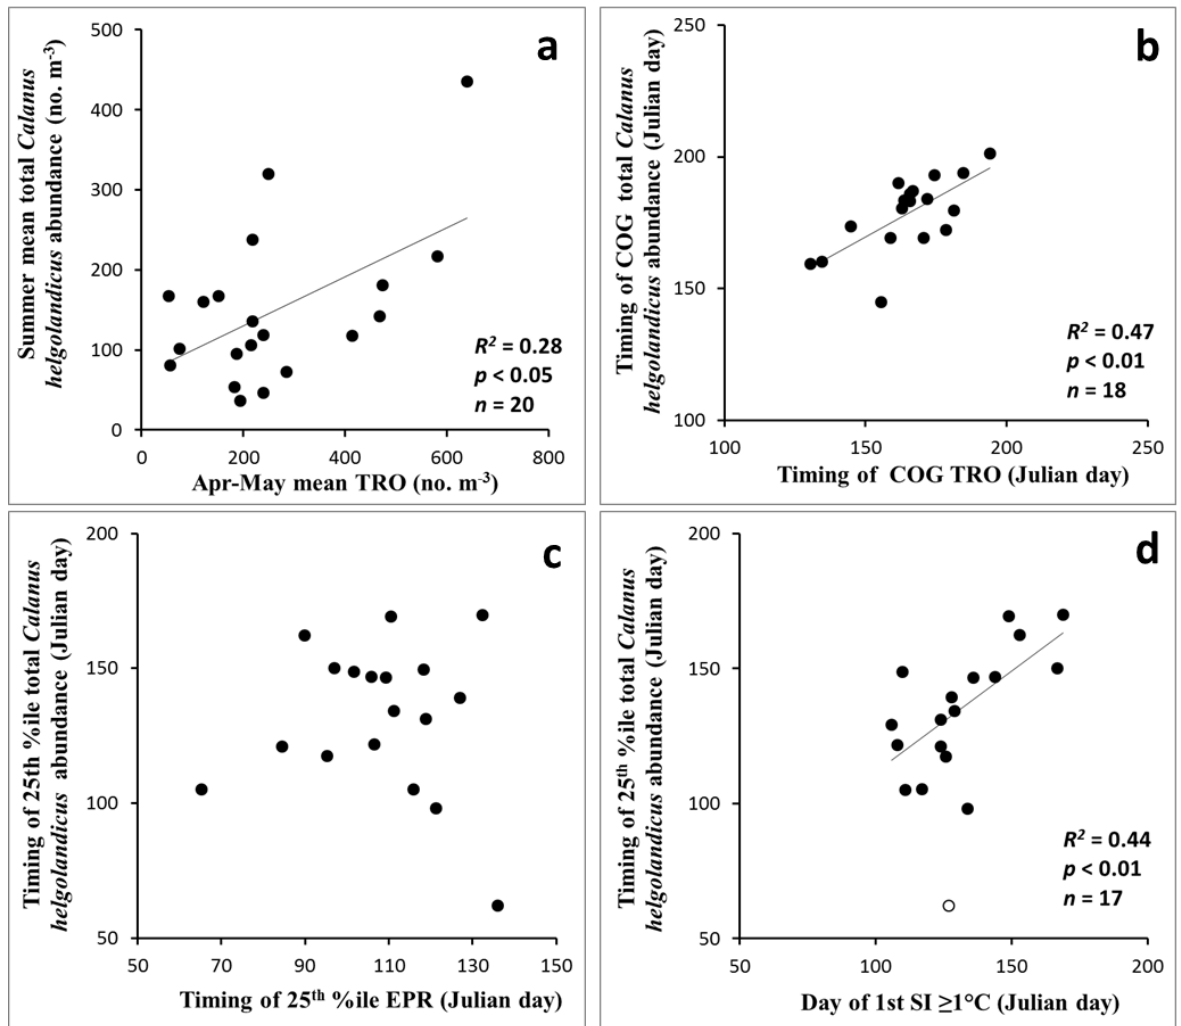 a
Summer mean total Calanus
helgolandicus abundance (no. m-3)
500
400
300
200
100
0
R² = 0.28
p < 0.05
n = 20
0 200 400 600 800
Apr-May mean TRO (no. m-3)
b
Timing of COG total Calanus
helgolandicus abundance (Julian day)
250
200
150
100
R² = 0.47
p < 0.01
n = 18
100 150 200 250
Timing of COG TRO (Julian day)
c
Timing of 25th %ile total Calanus
helgolandicus abundance (Julian day)
200
150
100
50
50 70 90 110 130 150
Timing of 25th %ile EPR (Julian day)
d
Timing of 25th %ile total Calanus
helgolandicus abundance (Julian day)
200
150
100
50
R² = 0.44
p < 0.01
n = 17
50 100 150 200
Day of 1st SI ≥1°C (Julian day)